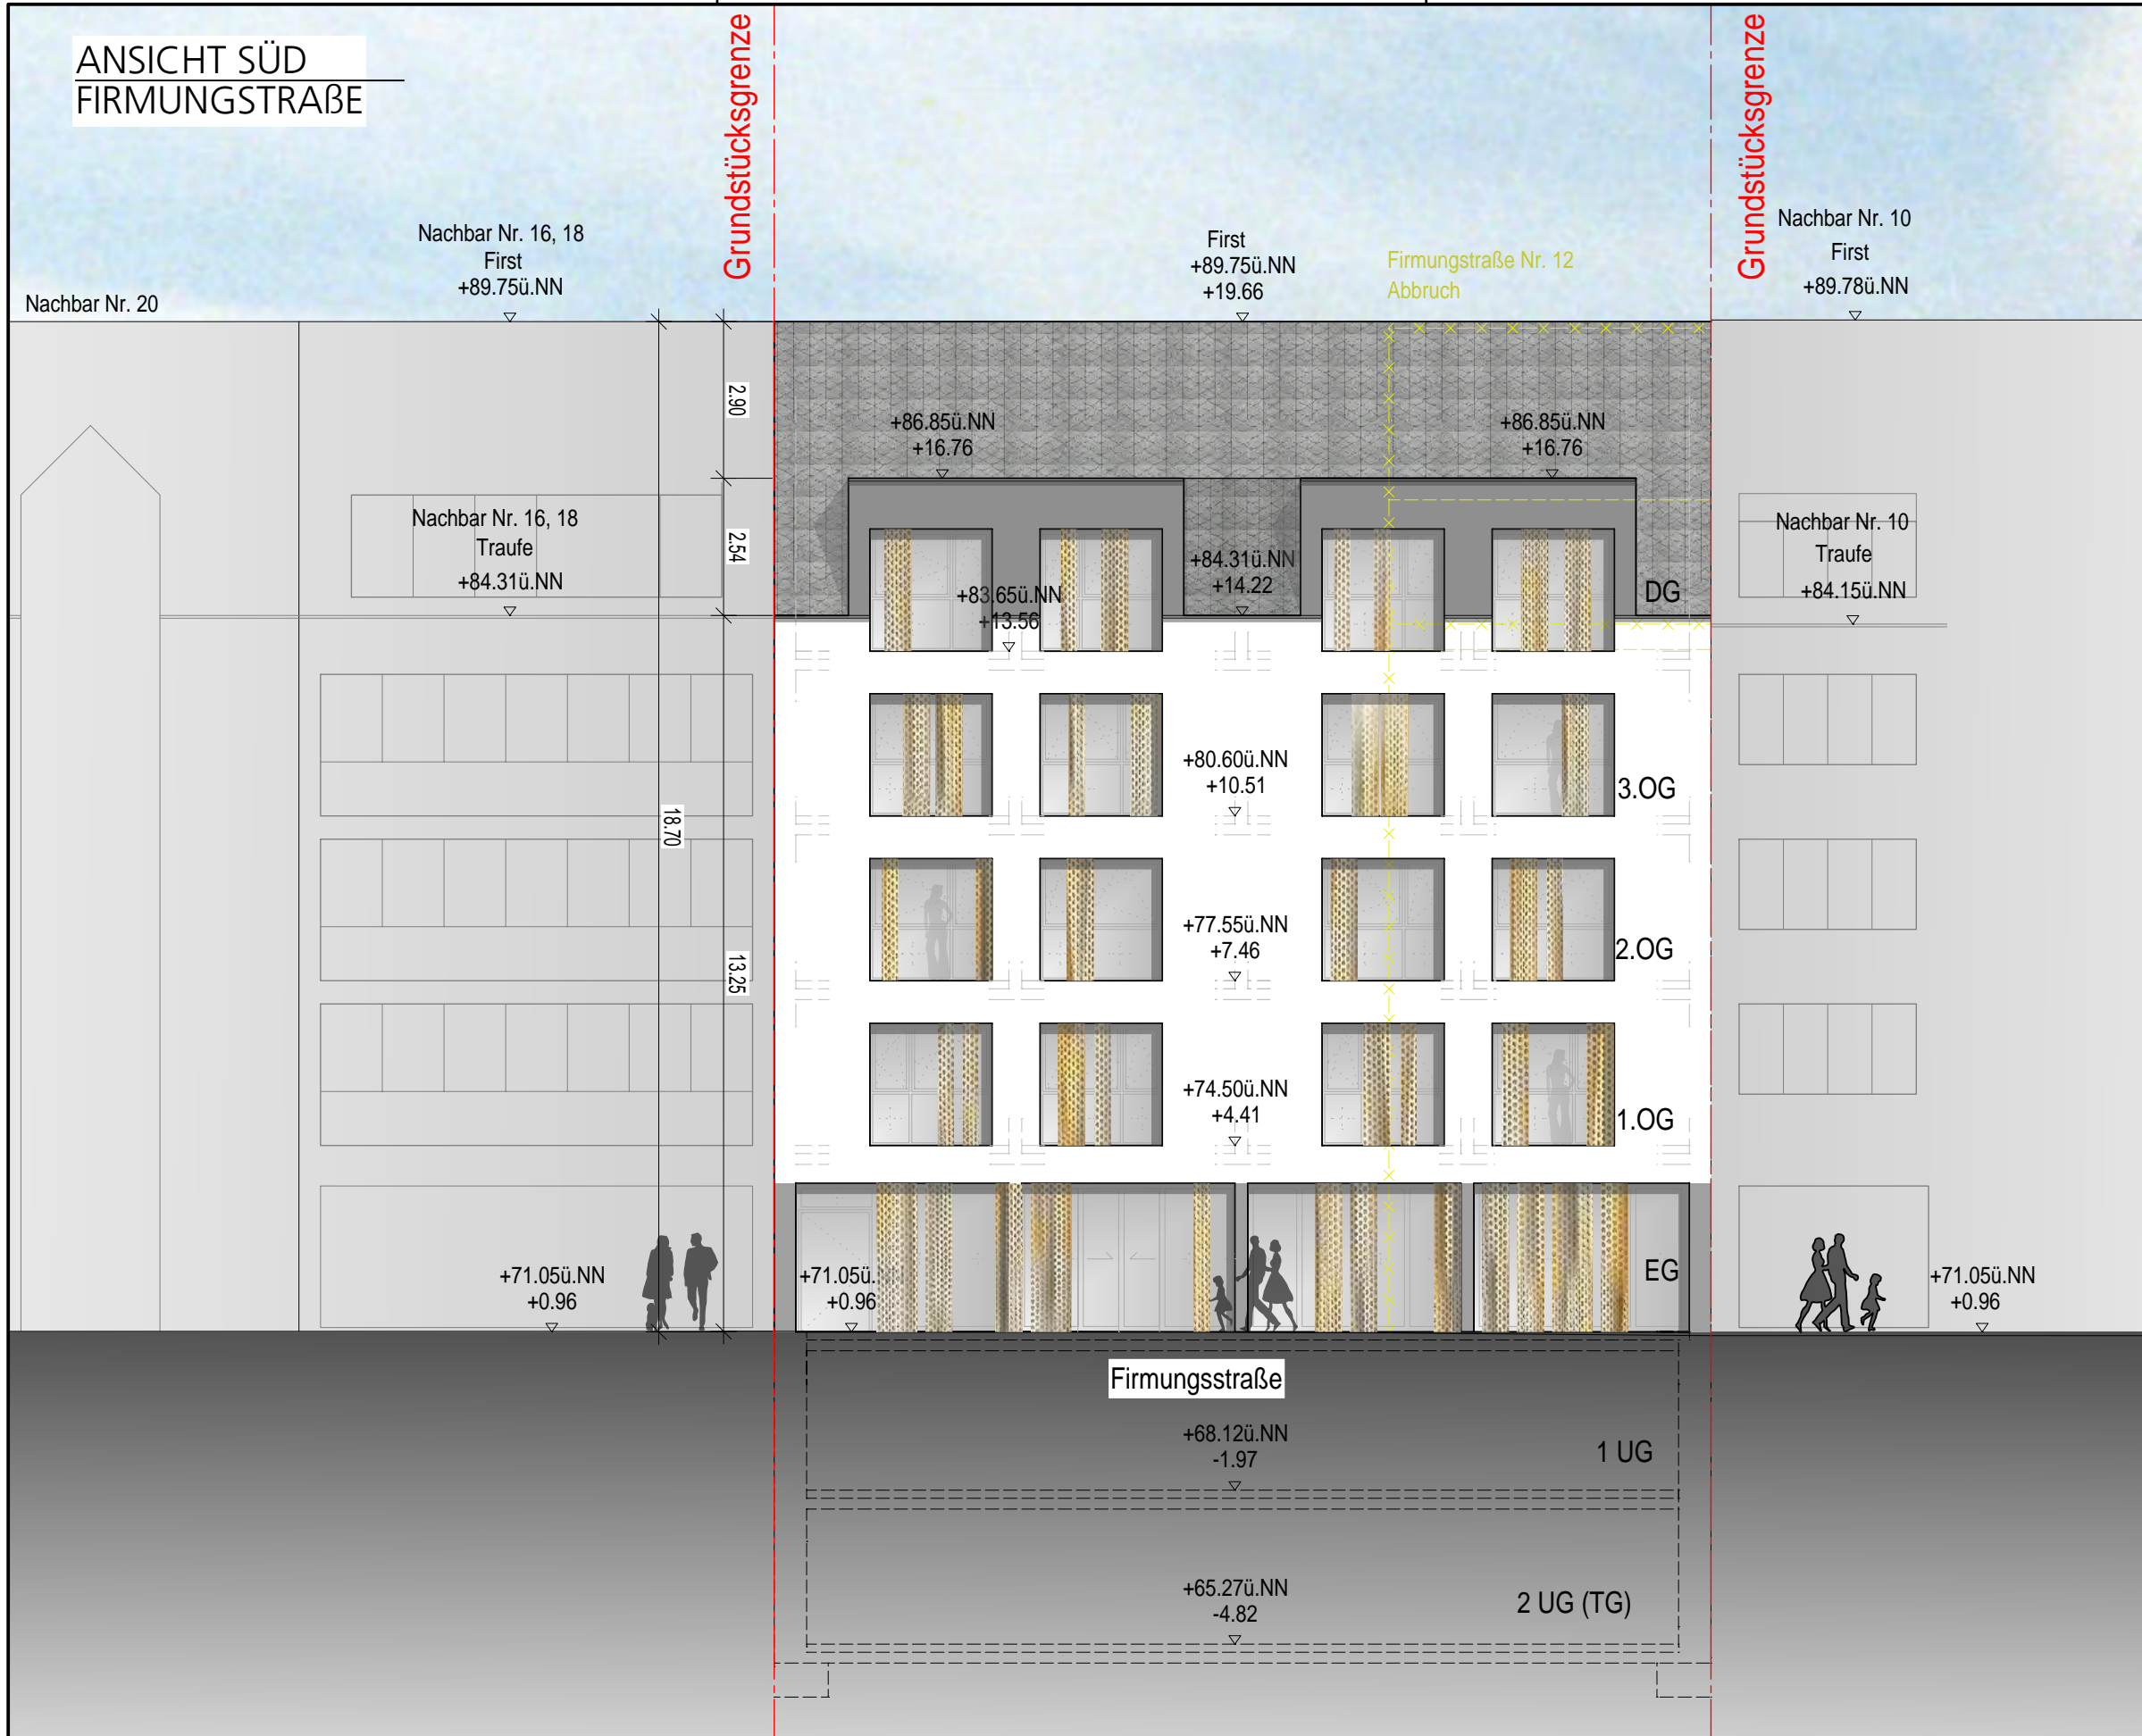 ANSICHT SÜD
FIRMUNGSTRAßE
Grundstücksgrenze
Grundstücksgrenze
Nachbar Nr. 20
Nachbar Nr. 16, 18
First
+89.75ü.NN
First
+89.75ü.NN
+19.66
Firmungstraße Nr. 12
Abbruch
Nachbar Nr. 10
First
+89.78ü.NN
2.90
+86.85ü.NN
+16.76
+86.85ü.NN
+16.76
Nachbar Nr. 16, 18
Traufe
+84.31ü.NN
2.54
+83.65ü.NN
+13.56
+84.31ü.NN
+14.22
DG
Nachbar Nr. 10
Traufe
+84.15ü.NN
18.70
+80.60ü.NN
+10.51
3.OG
13.25
+77.55ü.NN
+7.46
2.OG
+74.50ü.NN
+4.41
1.OG
+71.05ü.NN
+0.96
+71.05ü.
+0.96
EG
+71.05ü.NN
+0.96
Firmungsstraße
+68.12ü.NN
-1.97
1 UG
+65.27ü.NN
-4.82
2 UG (TG)